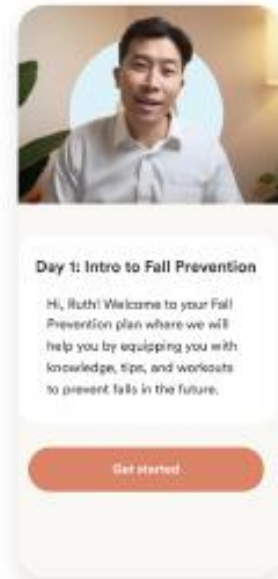 Day 1: Intro to Fall Prevention
Hi, Ruth! Welcome to your Fall
Prevention plan where we will
help you by equipping you with
knowledge, tips, and workouts
to prevent falls in the future.
Get started